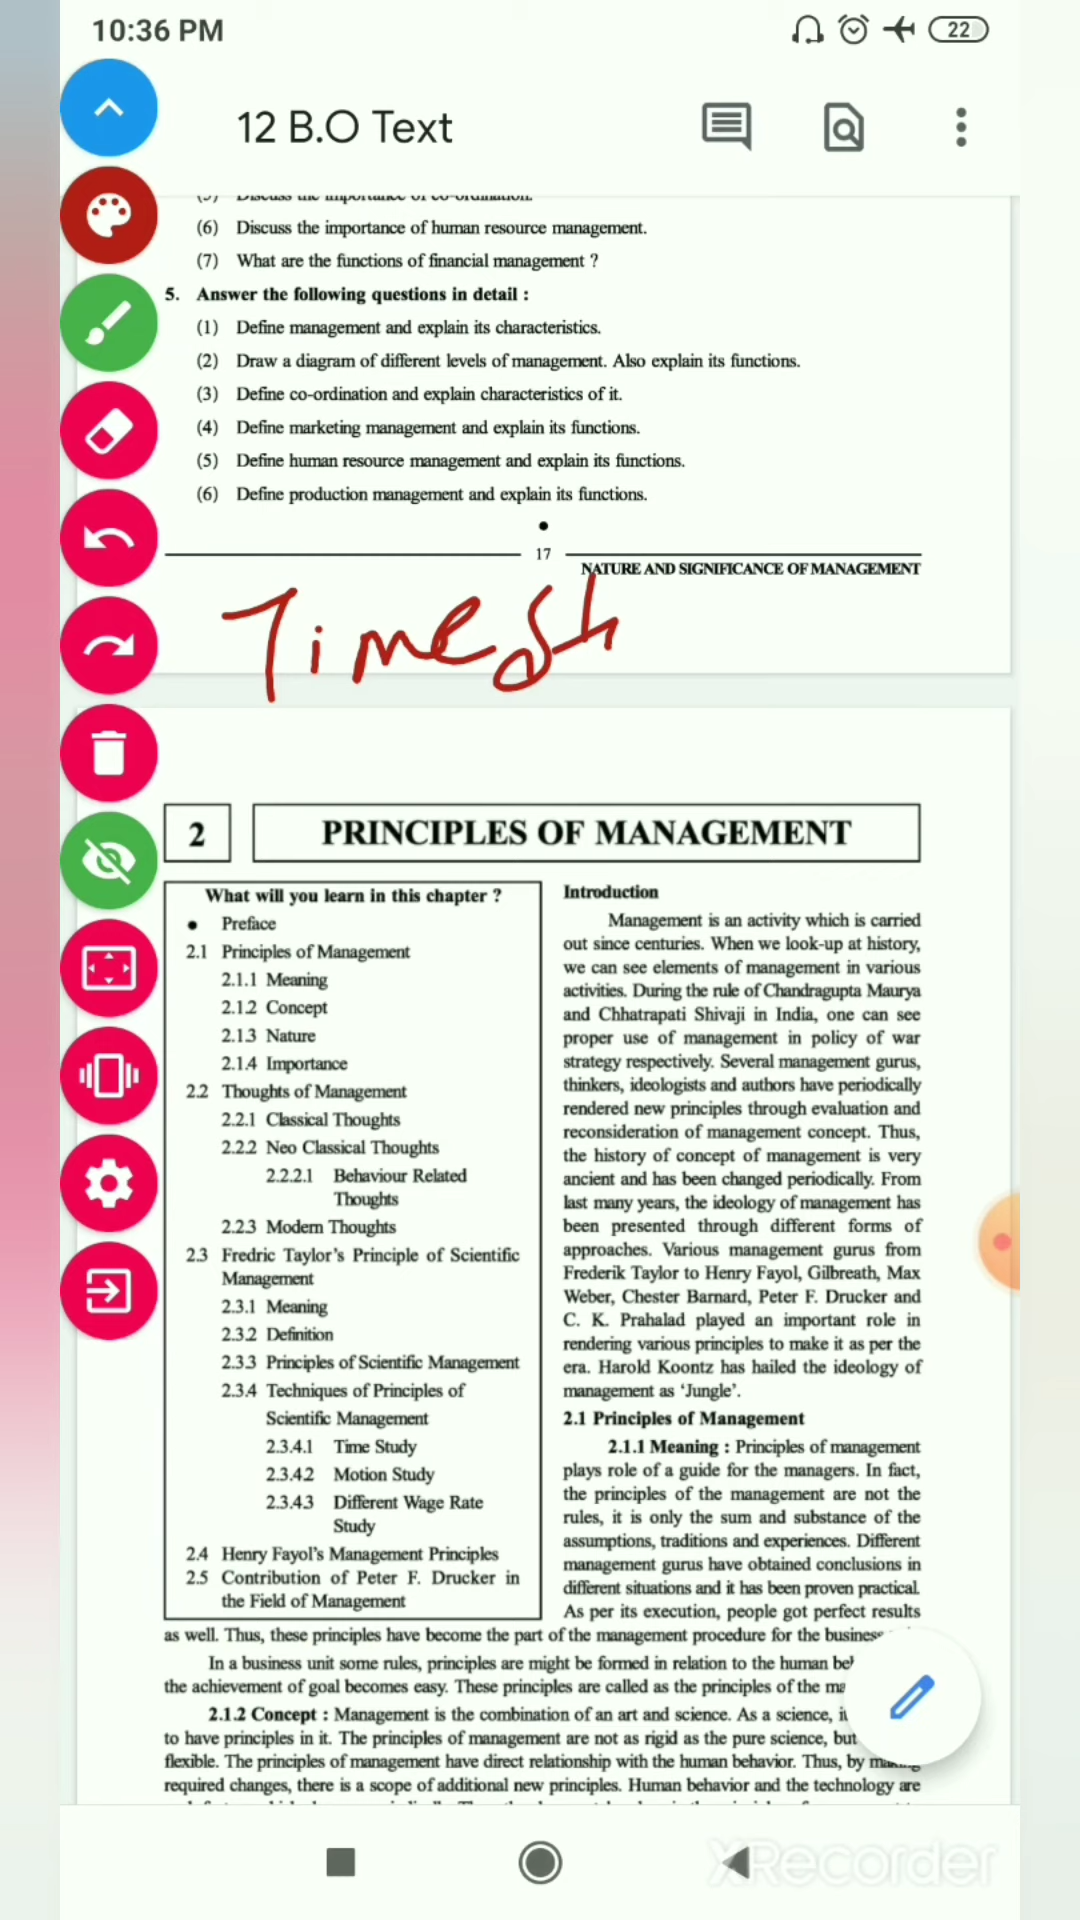 10:36 PM
22
12 B.O Text
(5) Discuss the importance of co-ordination.
(6) Discuss the importance of human resource management.
(7) What are the functions of financial management ?
5. Answer the following questions in detail :
(1) Define management and explain its characteristics.
(2) Draw a diagram of different levels of management. Also explain its functions.
(3) Define co-ordination and explain characteristics of it.
(4) Define marketing management and explain its functions.
(5) Define human resource management and explain its functions.
(6) Define production management and explain its functions.
17
NATURE AND SIGNIFICANCE OF MANAGEMENT
2
PRINCIPLES OF MANAGEMENT
What will you learn in this chapter ?
• Preface
2.1 Principles of Management
2.1.1 Meaning
2.1.2 Concept
2.1.3 Nature
2.1.4 Importance
2.2 Thoughts of Management
2.2.1 Classical Thoughts
2.2.2 Neo Classical Thoughts
2.2.2.1 Behaviour Related
Thoughts
2.2.3 Modern Thoughts
2.3 Fredric Taylor's Principle of Scientific
Management
2.3.1 Meaning
2.3.2 Definition
2.3.3 Principles of Scientific Management
2.3.4 Techniques of Principles of
Scientific Management
2.3.4.1 Time Study
2.3.4.2 Motion Study
2.3.4.3 Different Wage Rate
Study
2.4 Henry Fayol's Management Principles
2.5 Contribution of Peter F. Drucker in
the Field of Management
Introduction
Management is an activity which is carried
out since centuries. When we look-up at history,
we can see elements of management in various
activities. During the rule of Chandragupta Maurya
and Chhatrapati Shivaji in India, one can see
proper use of management in policy of war
strategy respectively. Several management gurus,
thinkers, ideologists and authors have periodically
rendered new principles through evaluation and
reconsideration of management concept. Thus,
the history of concept of management is very
ancient and has been changed periodically. From
last many years, the ideology of management has
been presented through different forms of
approaches. Various management gurus from
Frederik Taylor to Henry Fayol, Gilbreath, Max
Weber, Chester Barnard, Peter F. Drucker and
C. K. Prahalad played an important role in
rendering various principles to make it as per the
era. Harold Koontz has hailed the ideology of
management as 'Jungle'.
2.1 Principles of Management
2.1.1 Meaning : Principles of management
plays role of a guide for the managers. In fact,
the principles of the management are not the
rules, it is only the sum and substance of the
assumptions, traditions and experiences. Different
management gurus have obtained conclusions in
different situations and it has been proven practical.
As per its execution, people got perfect results
as well. Thus, these principles have become the part of the management procedure for the business
In a business unit some rules, principles are might be formed in relation to the human
the achievement of goal becomes easy. These principles are called as the principles of the
2.1.2 Concept : Management is the combination of an art and science. As a science,
to have principles in it. The principles of management are not as rigid as the pure science, but
flexible. The principles of management have direct relationship with the human behavior. Thus, by
required changes, there is a scope of additional new principles. Human behavior and the technology are
XRecorder